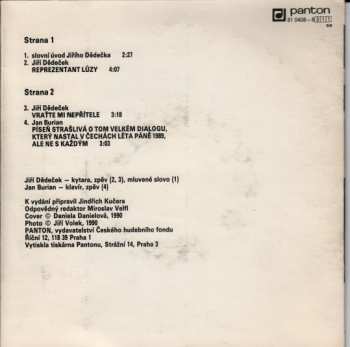 panton
Strana 1
1. slovní úvod Jiřího Dědečka 2:27
2. Jiří Dědeček
REPREZENTANT LŮZY 4:07
Strana 2
3. Jiří Dědeček
VRAŤTE MI NEPŘÍTELE 3:18
4. Jan Burian
PÍSEŇ STRAŠLIVÁ O TOM VELKÉM DIALOGU,
KTERÝ NASTAL V ČECHÁCH LÉTA PÁNĚ 1989,
ALE NE S KAŽDÝM 3:03
Jiří Dědeček – kytara, zpěv (2, 3), mluvené slovo (1)
Jan Burian – klavír, zpěv (4)
K vydání připravil Jindřich Kučera
Odpovědný redaktor Miroslav Velfl
Cover © Daniela Danielová, 1990
Photo © Jiří Volek, 1990
PANTON, vydavatelství Českého hudebního fondu
Říční 12, 118 39 Praha 1
Vytiskla tiskárna Pantonu, Strážní 14, Praha 3